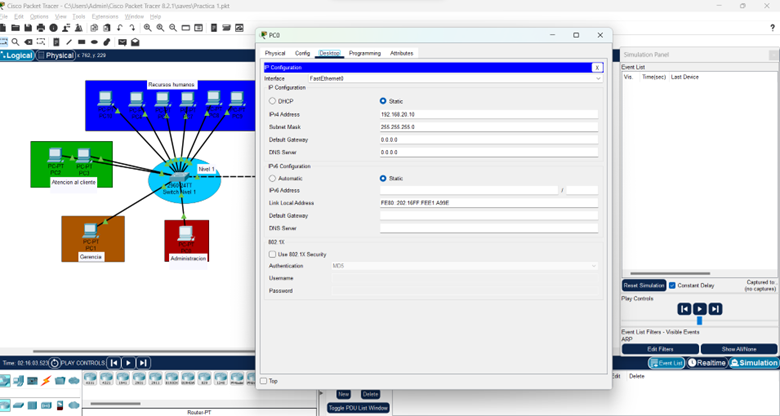 Cisco Packet Tracer 8.2.1\saves\Practica 1.pkt
File Edit Options View Tools Extensions Window Help
Logical Physical x: 762, y: 229
Recursos humanos
PC-PT
PC2
PC-PT
PC3
Atencion al cliente
Nivel 1
2960-24TT
Switch Nivel 1
PC-PT
PC1
Gerencia
PC-PT
Administracion
PC0
Physical Config Desktop Programming Attributes
IP Configuration X
Interface FastEthernet0
IP Configuration
DHCP Static
IPv4 Address 192.168.20.10
Subnet Mask 255.255.255.0
Default Gateway 0.0.0.0
DNS Server 0.0.0.0
IPv6 Configuration
Automatic Static
IPv6 Address /
Link Local Address FE80::202:16FF:FEE1:A99E
Default Gateway
DNS Server
802.1X
Use 802.1X Security
Authentication MD5
Username
Password
Top
Simulation Panel
Event List
Vis. Time(sec) Last Device
Reset Simulation Constant Delay Captured to:
(no captures)
Play Controls
Event List Filters - Visible Events
ARP
Edit Filters Show All/None
Time: 02:16:03.523 PLAY CONTROLS:
Event List Realtime Simulation
New Delete
Toggle PDU List Window
Edit Delete
Router-PT